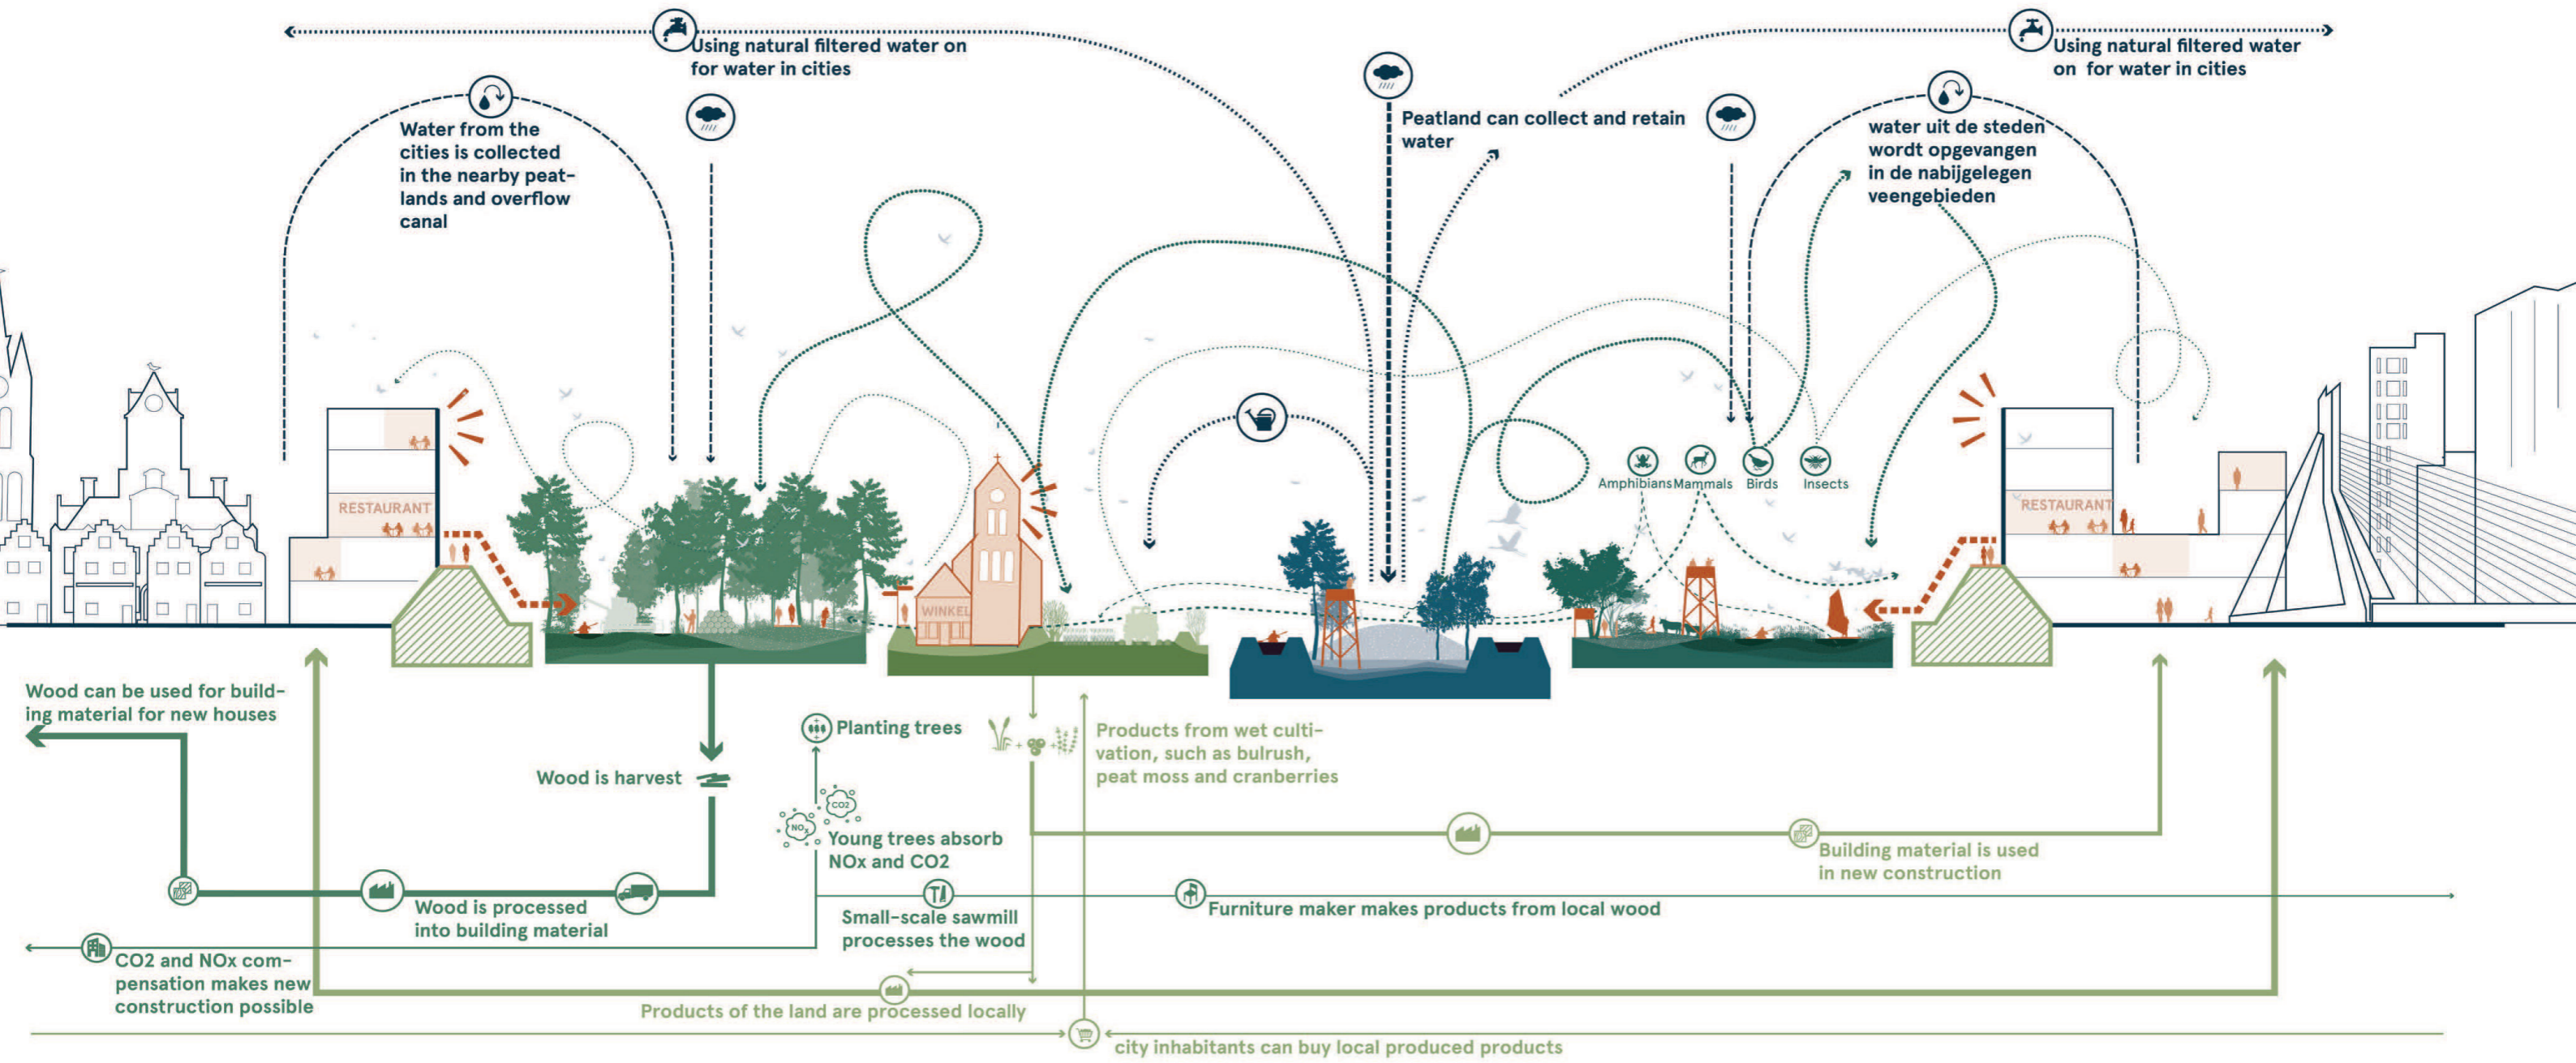 Using natural filtered water on
for water in cities
Using natural filtered water
on  for water in cities
Water from the
cities is collected
in the nearby peat-
lands and overflow
canal
Peatland can collect and retain
water
water uit de steden
wordt opgevangen
in de nabijgelegen
veengebieden
Amphibians
Mammals
Birds
Insects
RESTAURANT
RESTAURANT
WINKEL
Wood can be used for build-
ing material for new houses
Planting trees
Wood is harvest
Products from wet culti-
vation, such as bulrush,
peat moss and cranberries
CO2
NOx
Young trees absorb
NOx and CO2
Building material is used
in new construction
Wood is processed
into building material
Small-scale sawmill
processes the wood
Furniture maker makes products from local wood
CO2 and NOx com-
pensation makes new
construction possible
Products of the land are processed locally
city inhabitants can buy local produced products